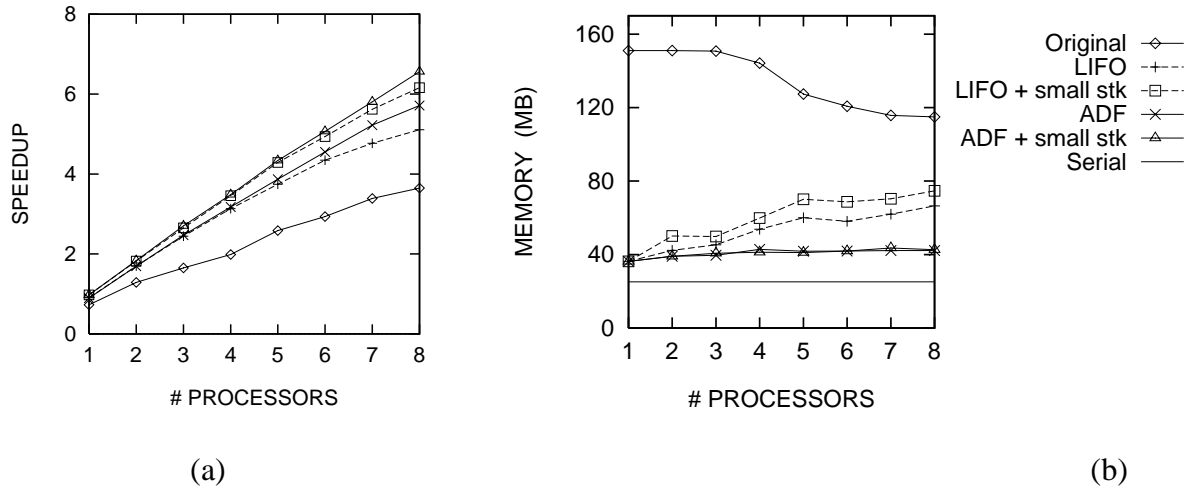 8
6
4
2
0
SPEEDUP
1 2 3 4 5 6 7 8
# PROCESSORS
(a)
160
120
80
40
0
MEMORY (MB)
1 2 3 4 5 6 7 8
# PROCESSORS
Original
LIFO
LIFO + small stk
ADF
ADF + small stk
Serial
(b)